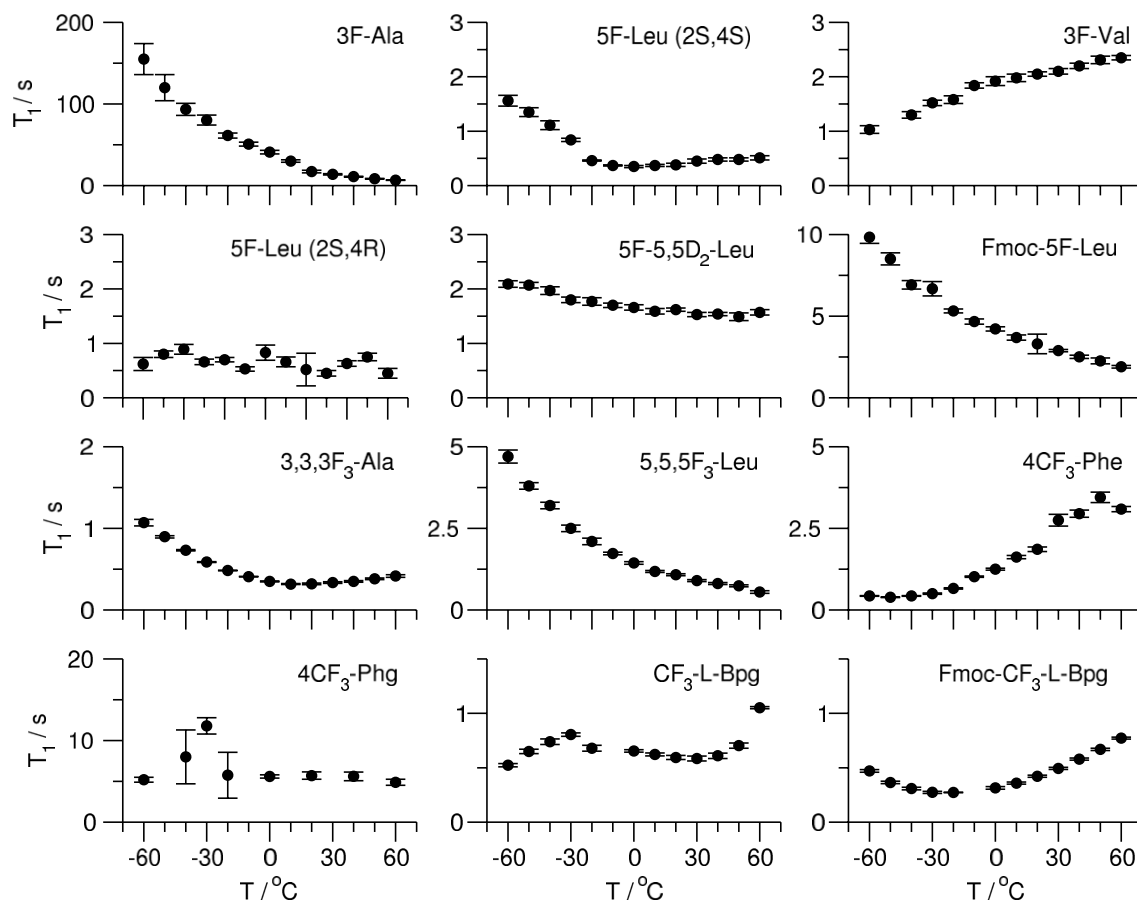 200 3F-Ala 3 5F-Leu (2S,4S) 3 3F-Val
T₁ / s 100 2 2
1 1
0 0 0
3 5F-Leu (2S,4R) 3 5F-5,5D₂-Leu 10 Fmoc-5F-Leu
T₁ / s 2 2 5
1 1
0 0 0
2 3,3,3F₃-Ala 5 5,5,5F₃-Leu 5 4CF₃-Phe
T₁ / s 1 2.5 2.5
0 0 0
20 4CF₃-Phg CF₃-L-Bpg Fmoc-CF₃-L-Bpg
T₁ / s 10 1 1
0 0 0
-60 -30 0 30 60 -60 -30 0 30 60 -60 -30 0 30 60
T / °C T / °C T / °C